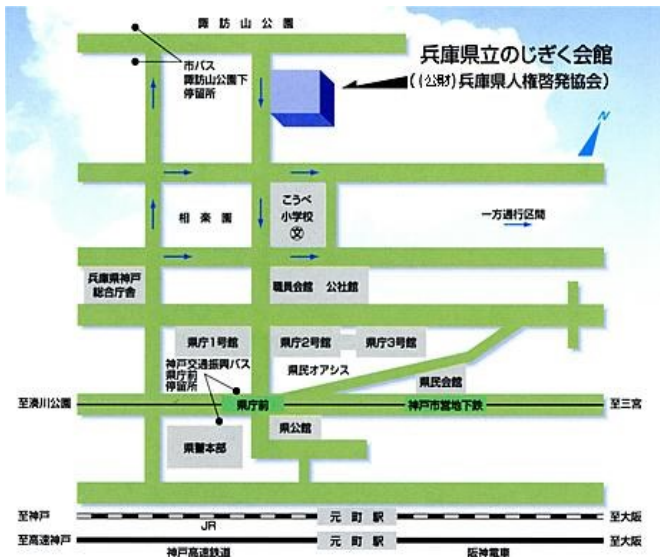 諏訪山公園
市バス
諏訪山公園下
停留所
兵庫県立のじぎく会館
((公財)兵庫県人権啓発協会)
N
こうべ
小学校
文
相楽園
一方通行区間
兵庫県神戸
総合庁舎
職員会館 公社館
県庁1号館
県庁2号館
県庁3号館
神戸交通振興バス
県庁前
停留所
県民オアシス
県民会館
至湊川公園
県庁前
神戸市営地下鉄
至三宮
県公館
県警本部
至神戸
元町駅
至大阪
JR
至高速神戸
元町駅
至大阪
神戸高速鉄道
阪神電車